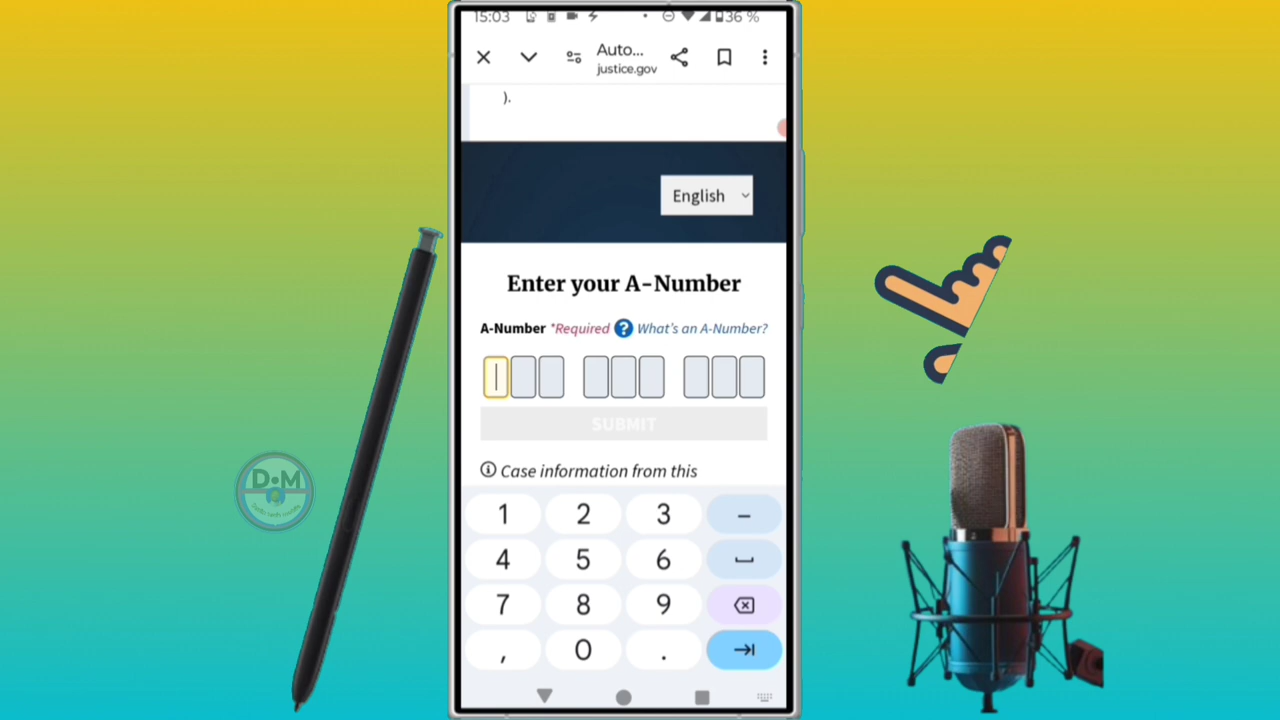 15:03
36 %
Auto...
justice.gov
).
English
Enter your A-Number
A-Number *Required ? What's an A-Number?
SUBMIT
Case information from this
1 2 3 –
4 5 6
7 8 9
, 0 .
D•M